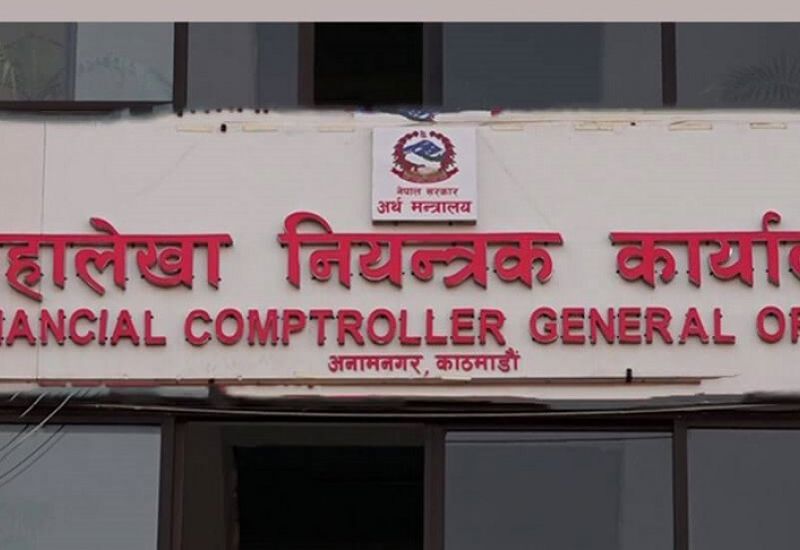 नेपाल सरकार
अर्थ मन्त्रालय
हालेखा नियन्त्रक कार्याल
NANCIAL COMPTROLLER GENERAL OF
अनामनगर, काठमाडौं